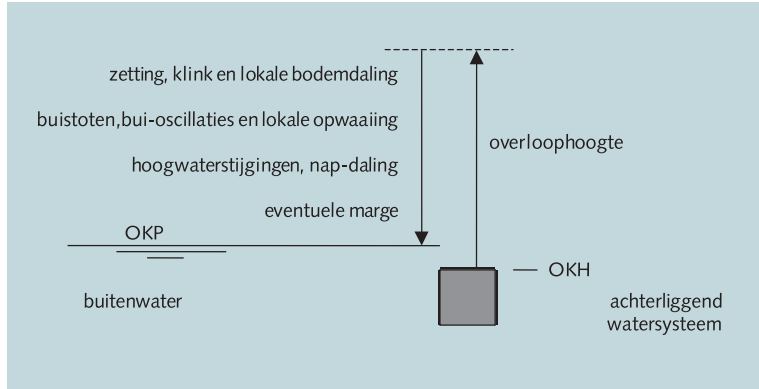 zetting, klink en lokale bodemdaling
buistoten,bui-oscillaties en lokale opwaaiing
overloophoogte
hoogwaterstijgingen, nap-daling
eventuele marge
OKP
OKH
buitenwater
achterliggend
watersysteem